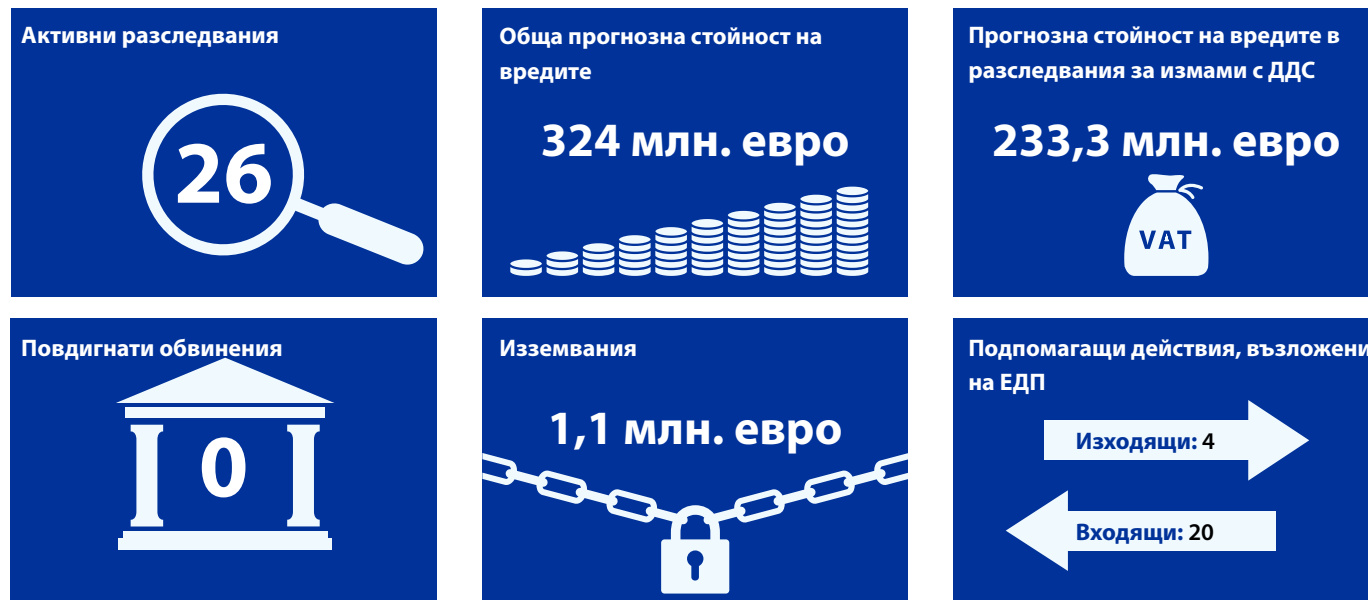 Активни разследвания
26
Обща прогнозна стойност на
вредите
324 млн. евро
Прогнозна стойност на вредите в
разследвания за измами с ДДС
233,3 млн. евро
VAT
Повдигнати обвинения
0
Изземвания
1,1 млн. евро
Подпомагащи действия, възложени
на ЕДП
Изходящи: 4
Входящи: 20